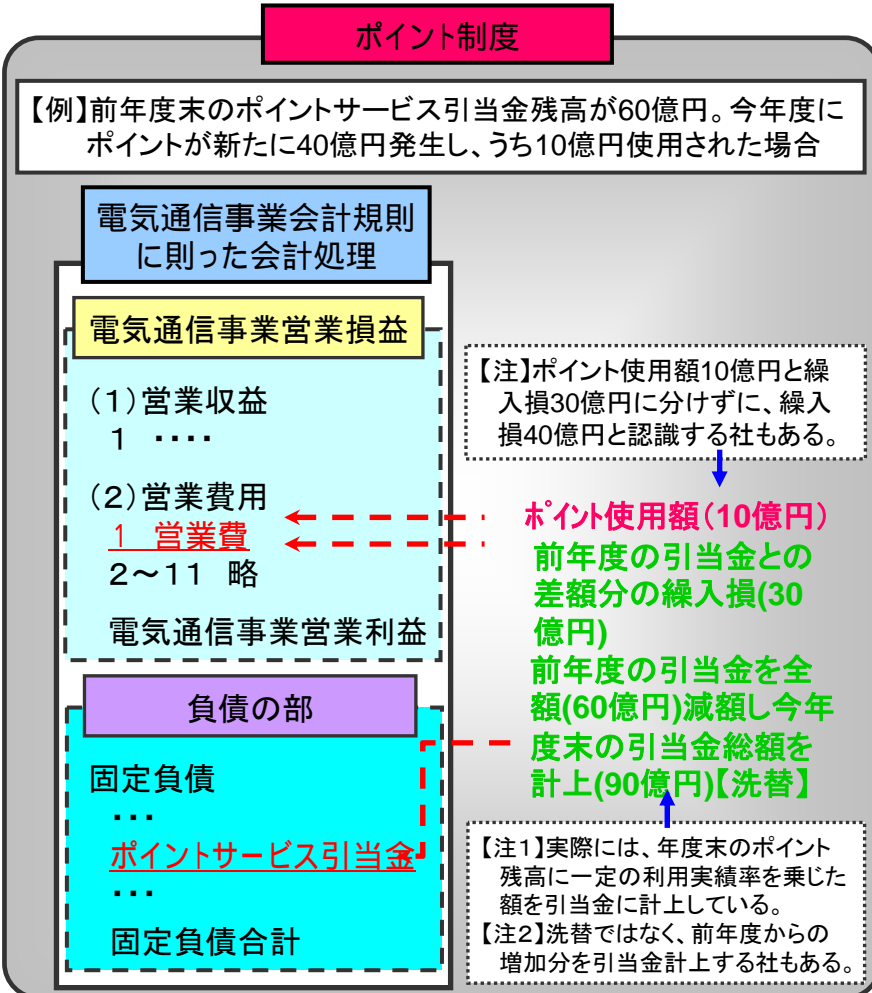 ポイント制度
【例】前年度末のポイントサービス引当金残高が60億円。今年度に
ポイントが新たに40億円発生し、うち10億円使用された場合
電気通信事業会計規則
に則った会計処理
電気通信事業営業損益
(1)営業収益
1 ・・・・
(2)営業費用
1 営業費
2～11 略
電気通信事業営業利益
【注】ポイント使用額10億円と繰
入損30億円に分けずに、繰入
損40億円と認識する社もある。
ポイント使用額(10億円)
前年度の引当金との
差額分の繰入損(30
億円)
前年度の引当金を全
額(60億円)減額し今年
度末の引当金総額を
計上(90億円)【洗替】
負債の部
固定負債
・・・
ポイントサービス引当金
・・・
固定負債合計
【注1】実際には、年度末のポイント
残高に一定の利用実績率を乗じた
額を引当金に計上している。
【注2】洗替ではなく、前年度からの
増加分を引当金計上する社もある。